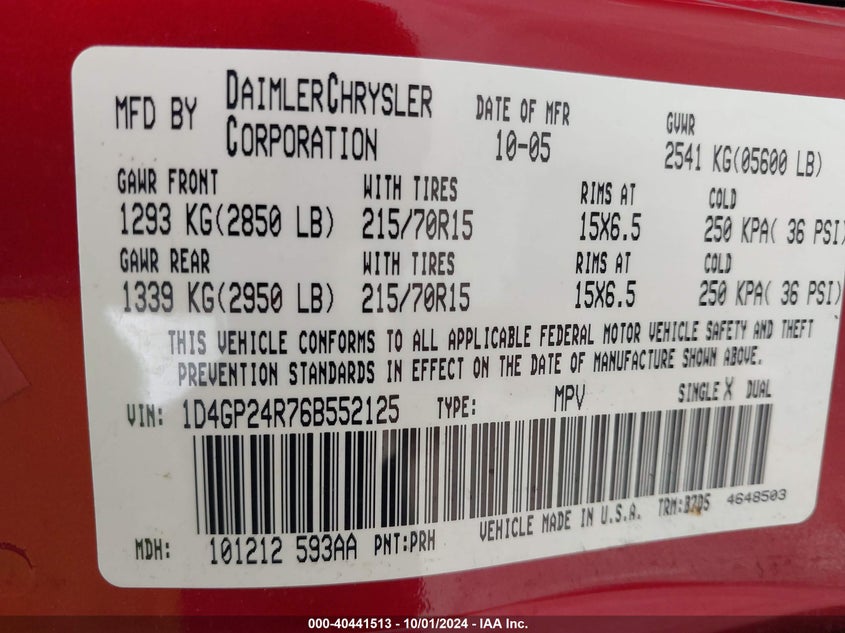 MFD BY DAIMLERCHRYSLER CORPORATION DATE OF MFR 10-05 GVWR 2541 KG(05600 LB)
GAWR FRONT WITH TIRES RIMS AT COLD
1293 KG(2850 LB) 215/70R15 15X6.5 250 KPA( 36 PSI)
GAWR REAR WITH TIRES RIMS AT COLD
1339 KG(2950 LB) 215/70R15 15X6.5 250 KPA( 36 PSI)
THIS VEHICLE CONFORMS TO ALL APPLICABLE FEDERAL MOTOR VEHICLE SAFETY AND THEFT
PREVENTION STANDARDS IN EFFECT ON THE DATE OF MANUFACTURE SHOWN ABOVE.
VIN: 1D4GP24R76B552125 TYPE: MPV SINGLE X DUAL
MDH: 101212 593AA PNT:PRH VEHICLE MADE IN U.S.A. TRM:B7D5 4648503
000-40441513 - 10/01/2024 - IAA Inc.